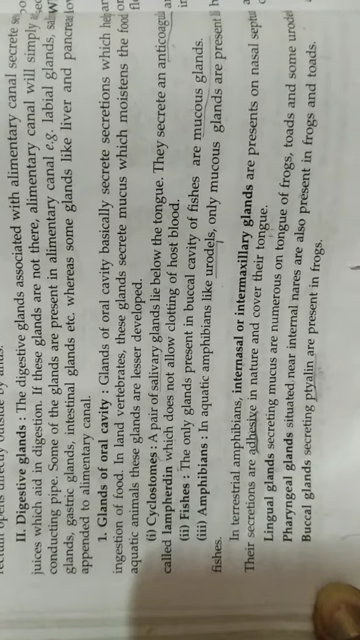 rectum opens directly outside by anus.
II. Digestive glands : The digestive glands associated with alimentary canal secrete
juices which aid in digestion. If these glands are not there, alimentary canal will simply
conducting pipe. Some of the glands are present in alimentary canal e.g. labial glands,
glands, gastric glands, intestinal glands etc. whereas some glands like liver and pancreas
appended to alimentary canal.
1. Glands of oral cavity : Glands of oral cavity basically secrete secretions which
ingestion of food. In land vertebrates, these glands secrete mucus which moistens the food
aquatic animals these glands are lesser developed.
(i) Cyclostomes : A pair of salivary glands lie below the tongue. They secrete an anticoagu
called lampherdin which does not allow clotting of host blood.
(ii) Fishes : The only glands present in buccal cavity of fishes are mucous glands.
(iii) Amphibians : In aquatic amphibians like urodels, only mucous glands are present
fishes.
In terrestrial amphibians, internasal or intermaxillary glands are presents on nasal
Their secretions are adhesive in nature and cover their tongue.
Lingual glands secreting mucus are numerous on tongue of frogs, toads and some urodel
Pharyngeal glands situated near internal nares are also present in frogs and toads.
Buccal glands secreting ptyalin are present in frogs.